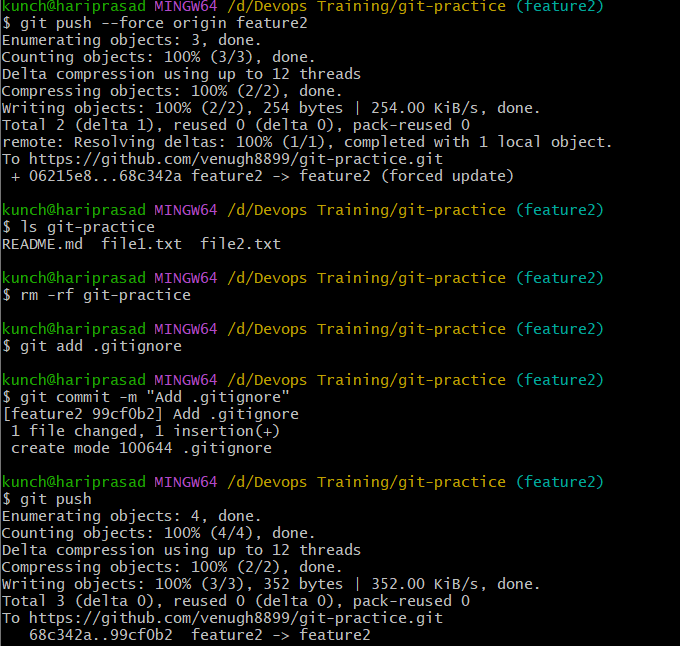 kunch@hariprasad MINGW64 /d/Devops Training/git-practice (feature2)
$ git push --force origin feature2
Enumerating objects: 3, done.
Counting objects: 100% (3/3), done.
Delta compression using up to 12 threads
Compressing objects: 100% (2/2), done.
Writing objects: 100% (2/2), 254 bytes | 254.00 KiB/s, done.
Total 2 (delta 1), reused 0 (delta 0), pack-reused 0
remote: Resolving deltas: 100% (1/1), completed with 1 local object.
To https://github.com/venugh8899/git-practice.git
 + 06215e8...68c342a feature2 -> feature2 (forced update)

kunch@hariprasad MINGW64 /d/Devops Training/git-practice (feature2)
$ ls git-practice
README.md  file1.txt  file2.txt

kunch@hariprasad MINGW64 /d/Devops Training/git-practice (feature2)
$ rm -rf git-practice

kunch@hariprasad MINGW64 /d/Devops Training/git-practice (feature2)
$ git add .gitignore

kunch@hariprasad MINGW64 /d/Devops Training/git-practice (feature2)
$ git commit -m "Add .gitignore"
[feature2 99cf0b2] Add .gitignore
 1 file changed, 1 insertion(+)
 create mode 100644 .gitignore

kunch@hariprasad MINGW64 /d/Devops Training/git-practice (feature2)
$ git push
Enumerating objects: 4, done.
Counting objects: 100% (4/4), done.
Delta compression using up to 12 threads
Compressing objects: 100% (2/2), done.
Writing objects: 100% (3/3), 352 bytes | 352.00 KiB/s, done.
Total 3 (delta 0), reused 0 (delta 0), pack-reused 0
To https://github.com/venugh8899/git-practice.git
   68c342a..99cf0b2  feature2 -> feature2